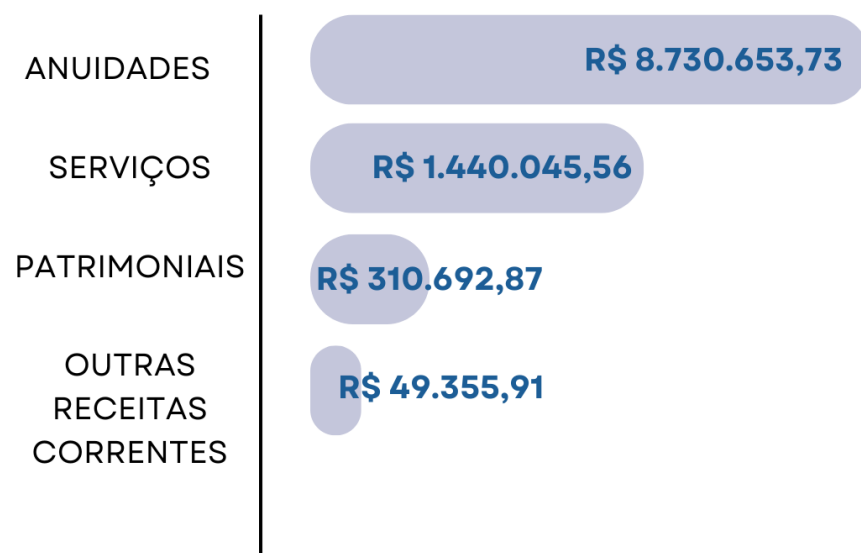 ANUIDADES
R$ 8.730.653,73
SERVIÇOS
R$ 1.440.045,56
PATRIMONIAIS
R$ 310.692,87
OUTRAS
RECEITAS
CORRENTES
R$ 49.355,91